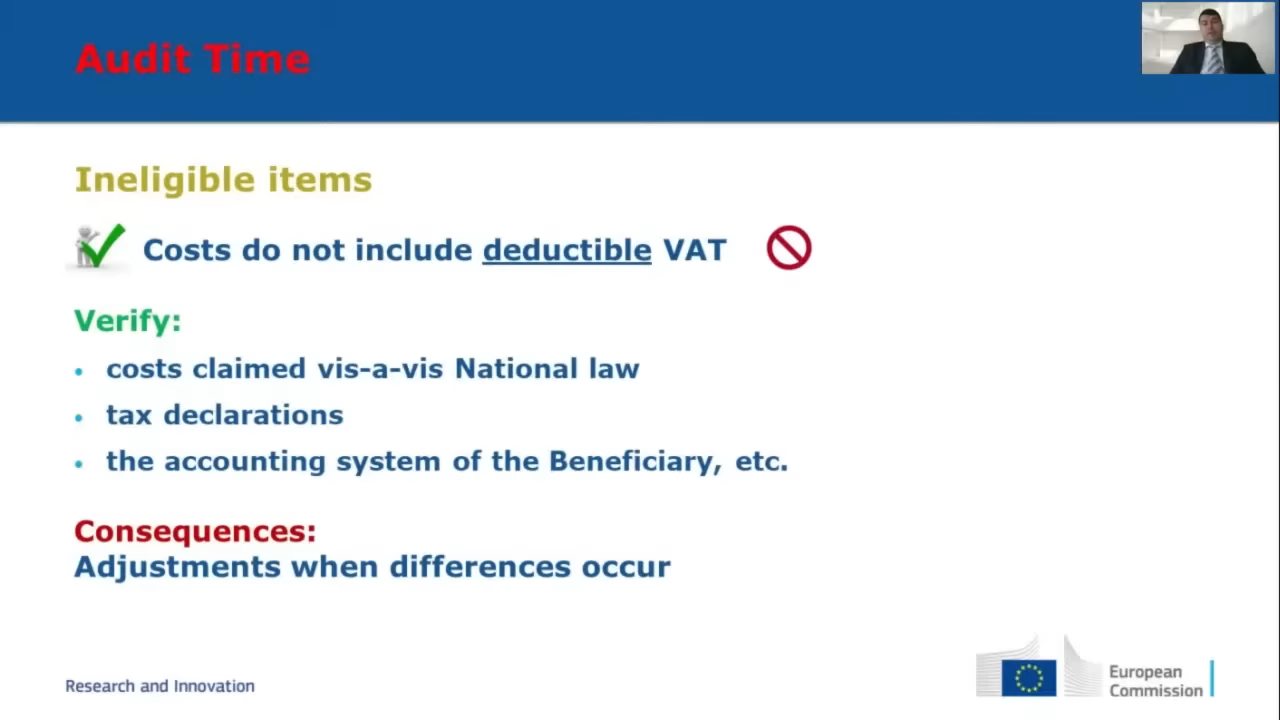 Audit Time
Ineligible items
Costs do not include deductible VAT
Verify:
• costs claimed vis-a-vis National law
• tax declarations
• the accounting system of the Beneficiary, etc.
Consequences:
Adjustments when differences occur
Research and Innovation
European
Commission